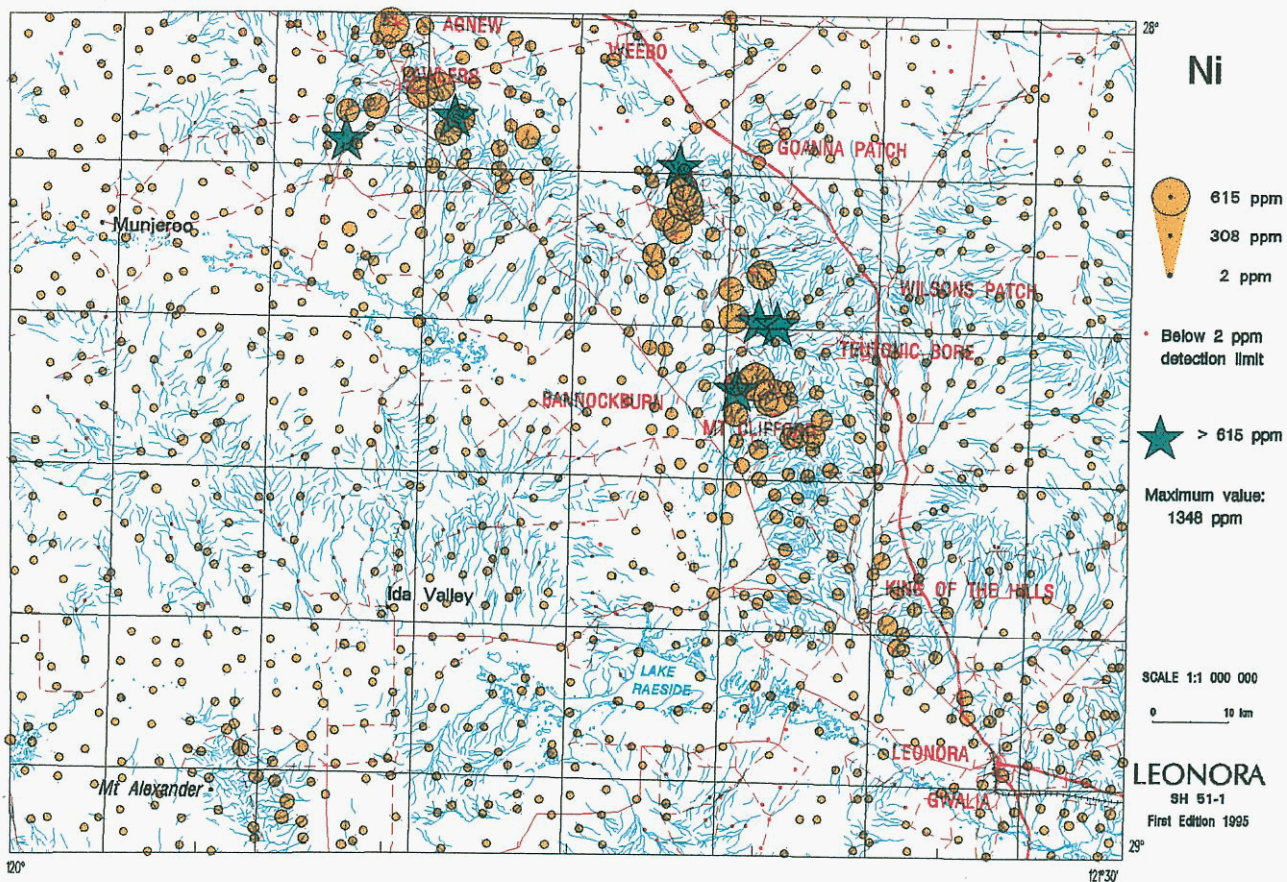 AGNEW
WEEBO
28°
Ni
LAWLERS
GOANNA PATCH
615 ppm
308 ppm
2 ppm
Munjeroo
WILSONS PATCH
Below 2 ppm
detection limit
TEUTONIC BORE
BANNOCKBURN
MT CLIFFORD
> 615 ppm
Maximum value:
1348 ppm
Ida Valley
KING OF THE HILLS
LAKE
RAESIDE
SCALE 1:1 000 000
0 10 km
LEONORA
LEONORA
SH 51-1
First Edition 1995
Mt Alexander
GWALIA
29°
120°
121°30'